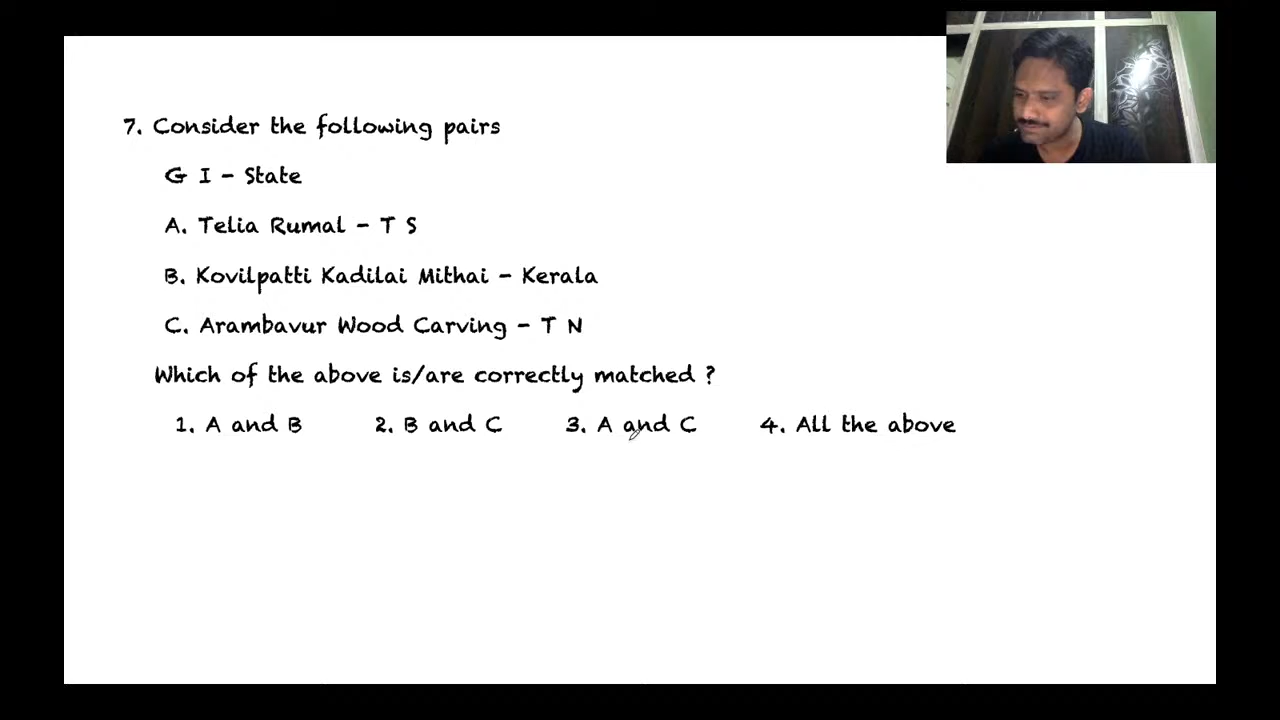 7. Consider the following pairs
G I - State
A. Telia Rumal - T S
B. Kovilpatti Kadilai Mithai - Kerala
C. Arambavur Wood Carving - T N
Which of the above is/are correctly matched ?
1. A and B 2. B and C 3. A and C 4. All the above